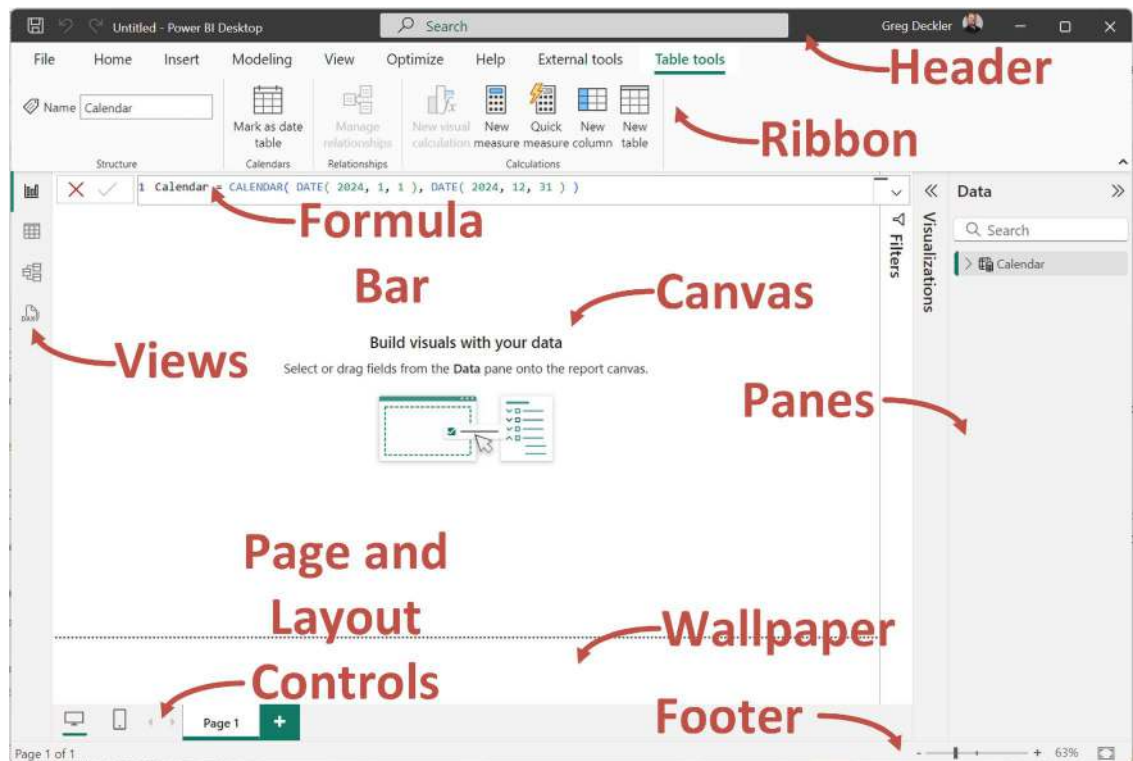 Untitled - Power BI Desktop
Search
Greg Deckler
Header
File Home Insert Modeling View Optimize Help External tools Table tools
Name Calendar
Mark as date table
Manage relationships
New visual calculation
New measure
Quick measure
New column
New table
Ribbon
Structure Calendars Relationships Calculations
1 Calendar = CALENDAR( DATE( 2024, 1, 1 ), DATE( 2024, 12, 31 ) )
Formula
Bar
Filters
Visualizations
Data
Search
Calendar
DAX
Views
Canvas
Build visuals with your data
Select or drag fields from the Data pane onto the report canvas.
Panes
Page and
Layout
Controls
Wallpaper
Page 1
+
Footer
Page 1 of 1
- + 63%